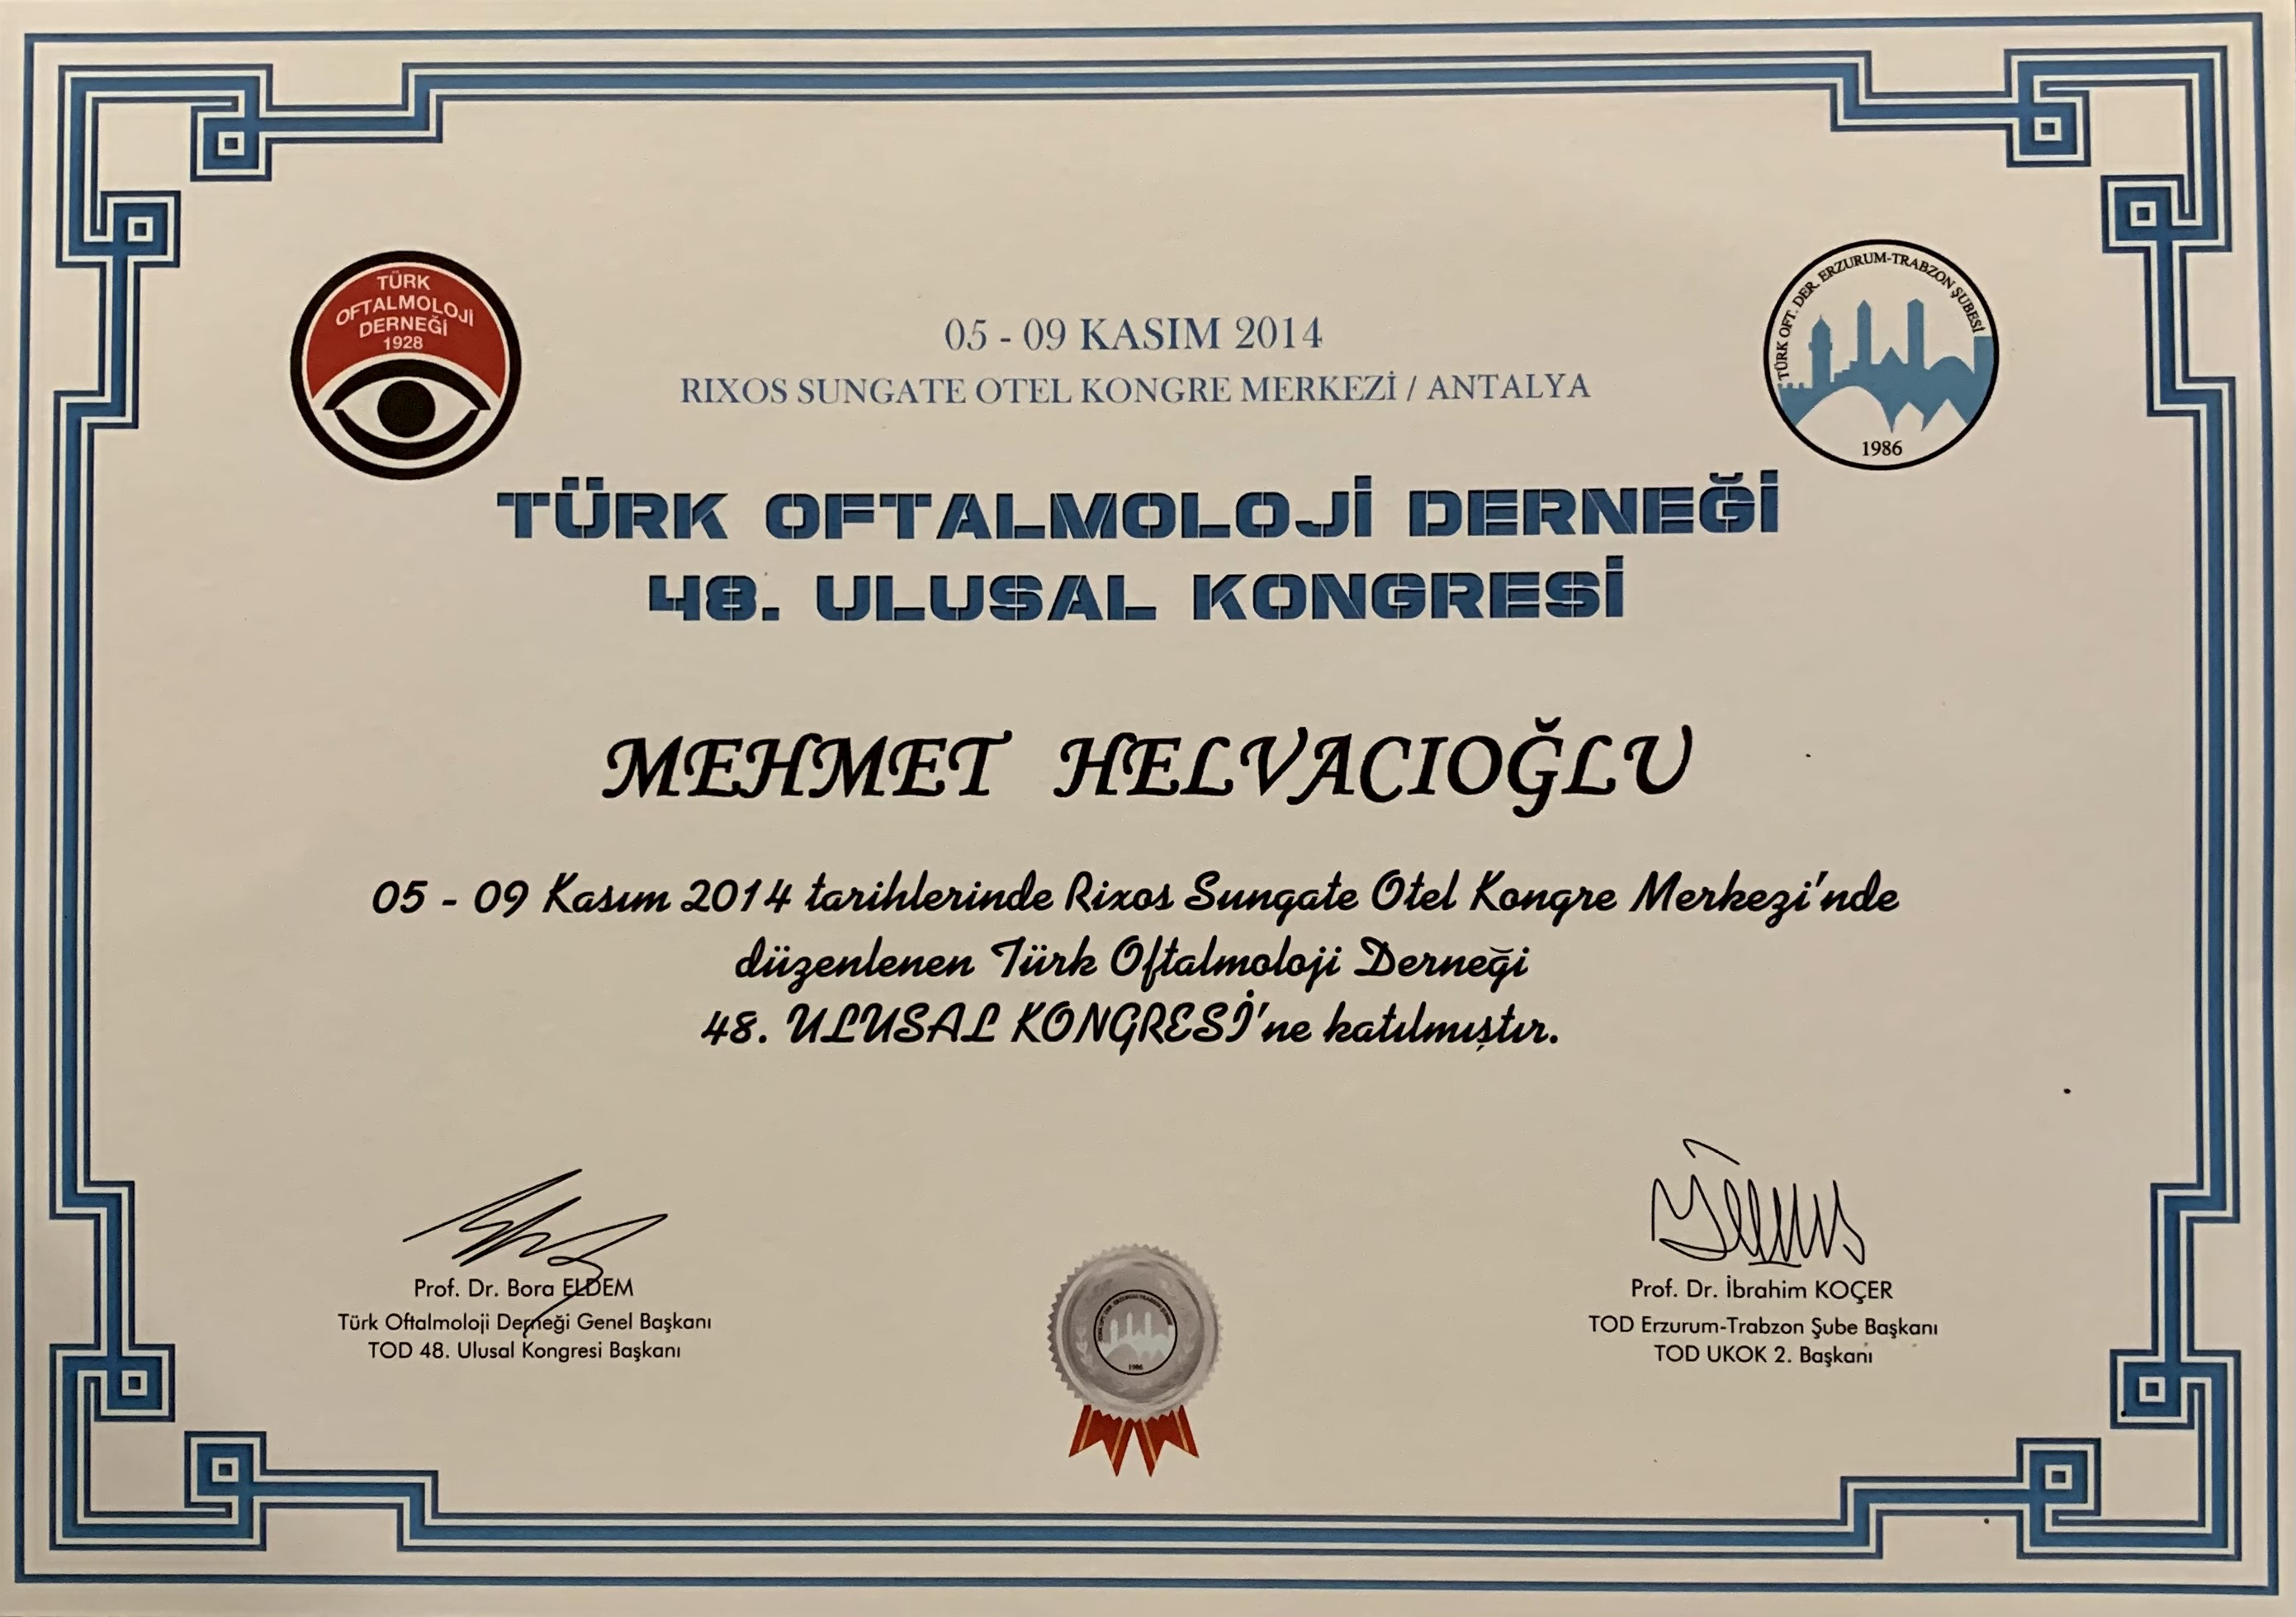 TÜRK
OFTALMOLOJİ
DERNEĞİ
1928
TÜRK OFT. DER. ERZURUM-TRABZON ŞUBESİ
1986
05 - 09 KASIM 2014
RIXOS SUNGATE OTEL KONGRE MERKEZİ / ANTALYA
TÜRK OFTALMOLOJİ DERNEĞİ
48. ULUSAL KONGRESİ
MEHMET HELVACIOĞLU
05 - 09 Kasım 2014 tarihlerinde Rixos Sungate Otel Kongre Merkezi'nde
düzenlenen Türk Oftalmoloji Derneği
48. ULUSAL KONGRESİ'ne katılmıştır.
Prof. Dr. Bora ELDEM
Türk Oftalmoloji Derneği Genel Başkanı
TOD 48. Ulusal Kongresi Başkanı
1986
Prof. Dr. İbrahim KOÇER
TOD Erzurum-Trabzon Şube Başkanı
TOD UKOK 2. Başkanı